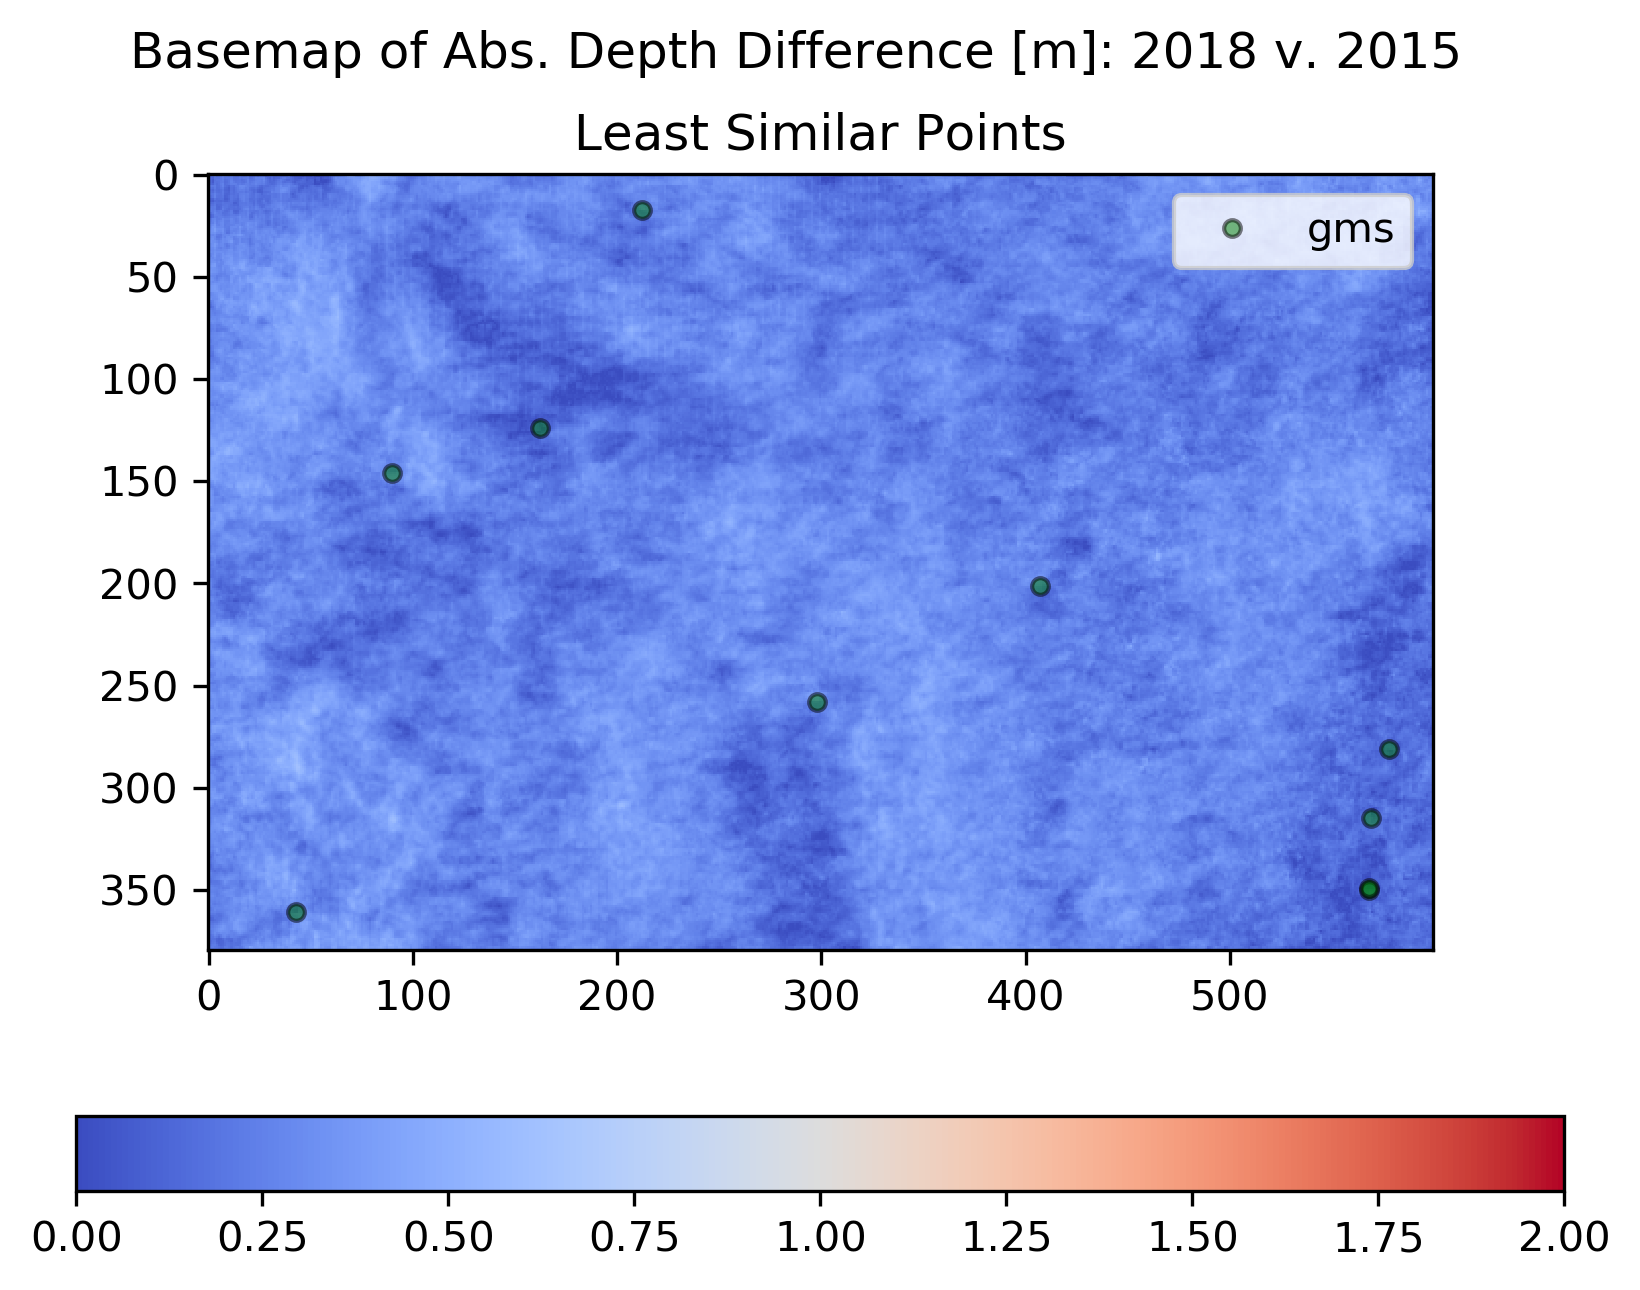 Basemap of Abs. Depth Difference [m]: 2018 v. 2015
Least Similar Points
gms
0
50
100
150
200
250
300
350
0 100 200 300 400 500
0.00 0.25 0.50 0.75 1.00 1.25 1.50 1.75 2.00